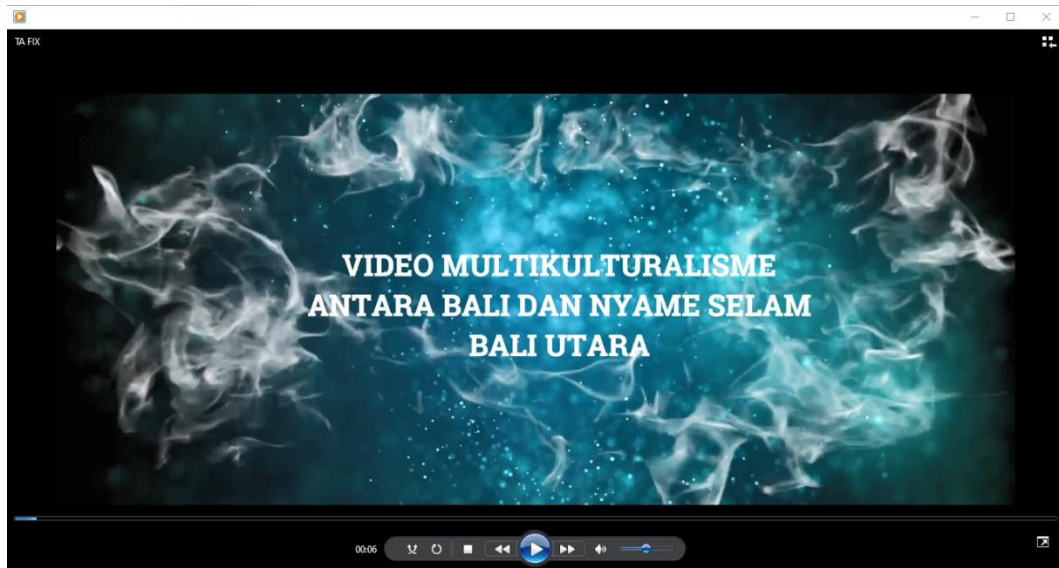 TA FIX
VIDEO MULTIKULTURALISME
ANTARA BALI DAN NYAME SELAM
BALI UTARA
00:06